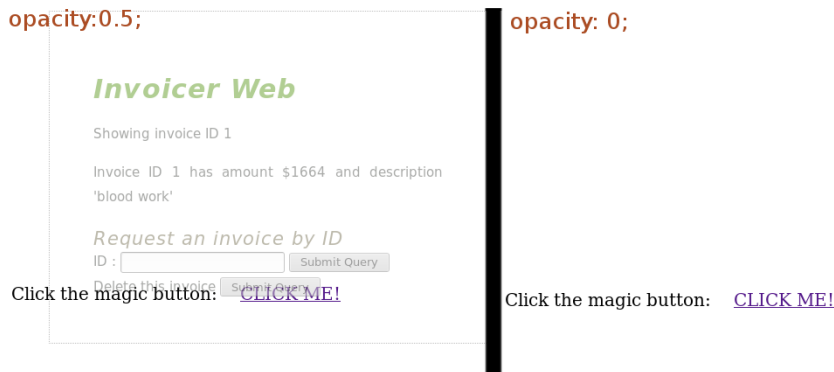 opacity:0.5;
Invoicer Web
Showing invoice ID 1
Invoice ID 1 has amount $1664 and description
'blood work'
Request an invoice by ID
ID : Submit Query
Delete this invoice Submit Query
Click the magic button: CLICK ME!
opacity: 0;
Click the magic button: CLICK ME!